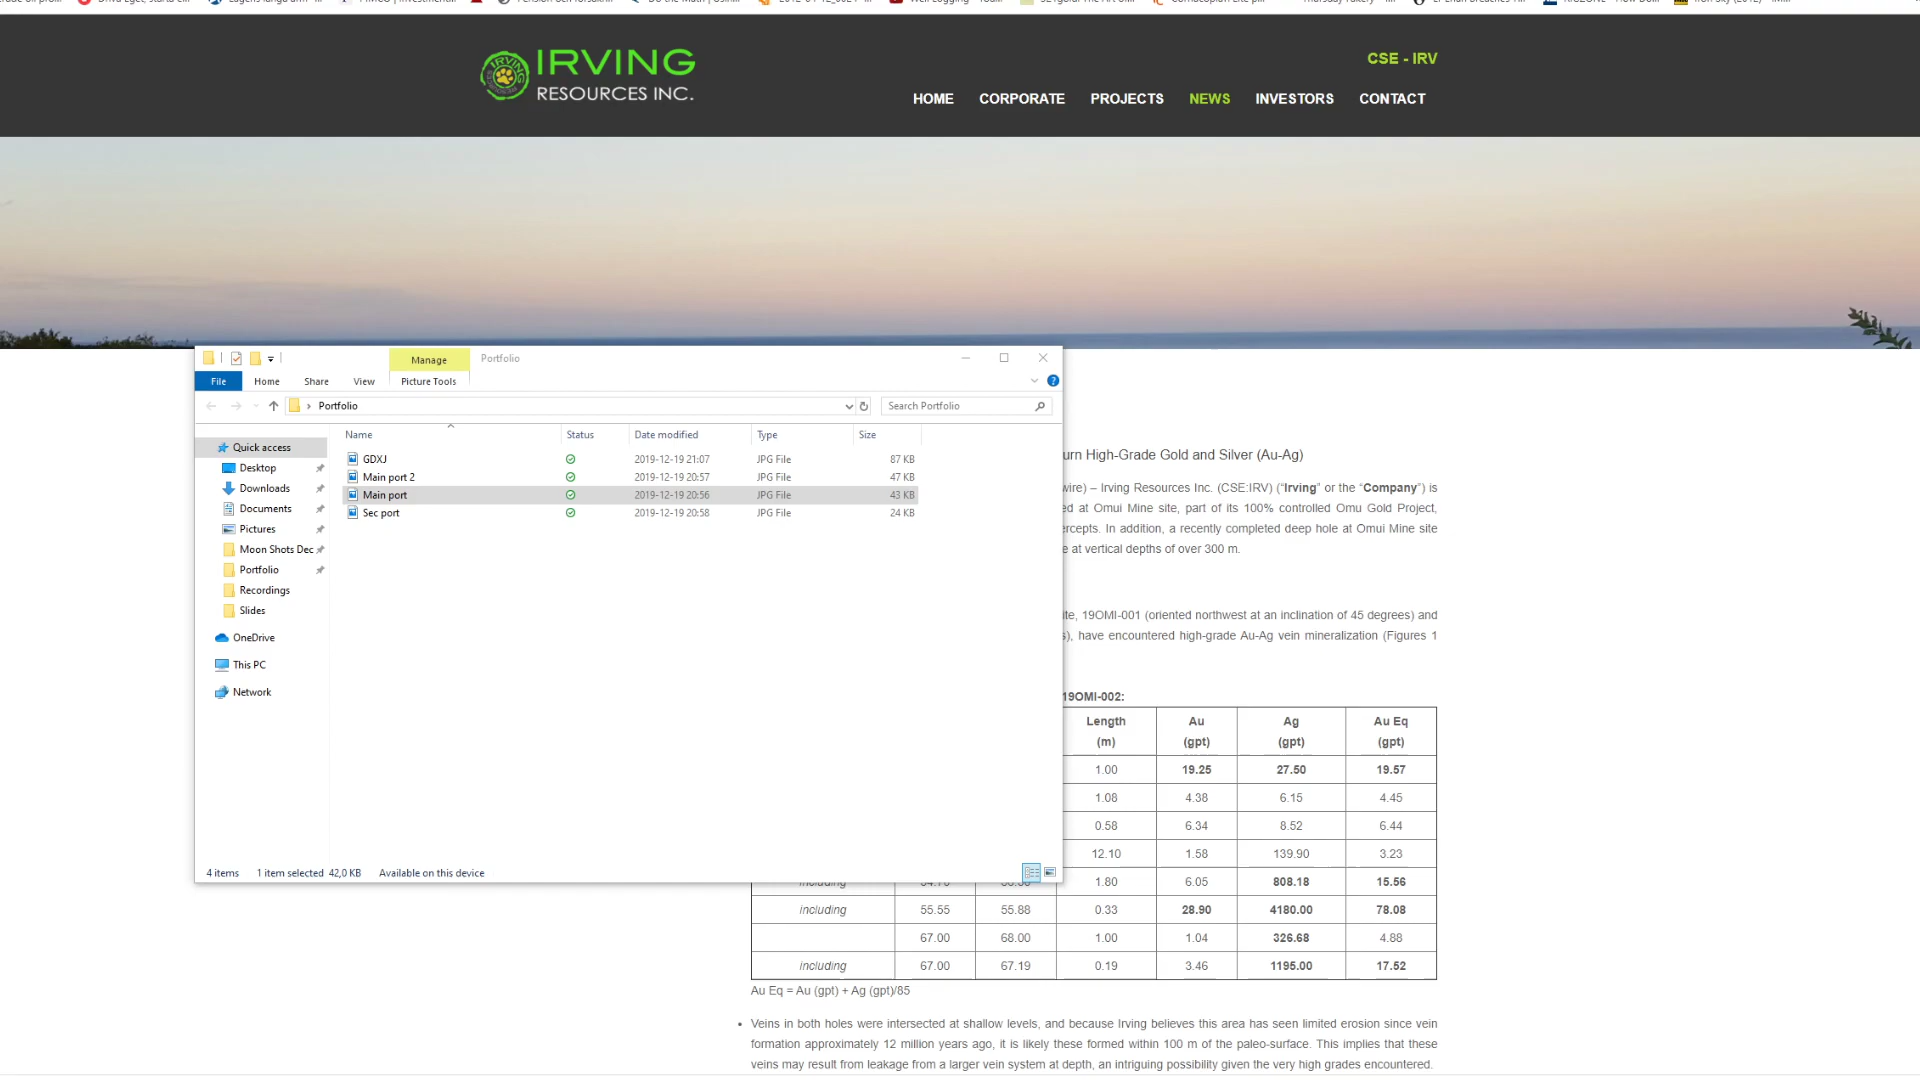 CSE - IRV
IRVING
RESOURCES INC.
HOME CORPORATE PROJECTS NEWS INVESTORS CONTACT
Manage Portfolio
File Home Share View Picture Tools
Portfolio Search Portfolio
Name Status Date modified Type Size
Quick access
Desktop
Downloads
Documents
Pictures
Moon Shots Dec
Portfolio
Recordings
Slides
OneDrive
This PC
Network
GDXJ 2019-12-19 21:07 JPG File 87 KB
Main port 2 2019-12-19 20:57 JPG File 47 KB
Main port 2019-12-19 20:56 JPG File 43 KB
Sec port 2019-12-19 20:58 JPG File 24 KB
4 items 1 item selected 42,0 KB Available on this device
urn High-Grade Gold and Silver (Au-Ag)
wire) – Irving Resources Inc. (CSE:IRV) (“Irving” or the “Company”) is
ed at Omui Mine site, part of its 100% controlled Omu Gold Project,
ercepts. In addition, a recently completed deep hole at Omui Mine site
e at vertical depths of over 300 m.
ite, 19OMI-001 (oriented northwest at an inclination of 45 degrees) and
s), have encountered high-grade Au-Ag vein mineralization (Figures 1
19OMI-002:
Length Au Ag Au Eq
(m) (gpt) (gpt) (gpt)
1.00 19.25 27.50 19.57
1.08 4.38 6.15 4.45
0.58 6.34 8.52 6.44
12.10 1.58 139.90 3.23
including 1.80 6.05 808.18 15.56
including 55.55 55.88 0.33 28.90 4180.00 78.08
67.00 68.00 1.00 1.04 326.68 4.88
including 67.00 67.19 0.19 3.46 1195.00 17.52
Au Eq = Au (gpt) + Ag (gpt)/85
• Veins in both holes were intersected at shallow levels, and because Irving believes this area has seen limited erosion since vein
formation approximately 12 million years ago, it is likely these formed within 100 m of the paleo-surface. This implies that these
veins may result from leakage from a larger vein system at depth, an intriguing possibility given the very high grades encountered.